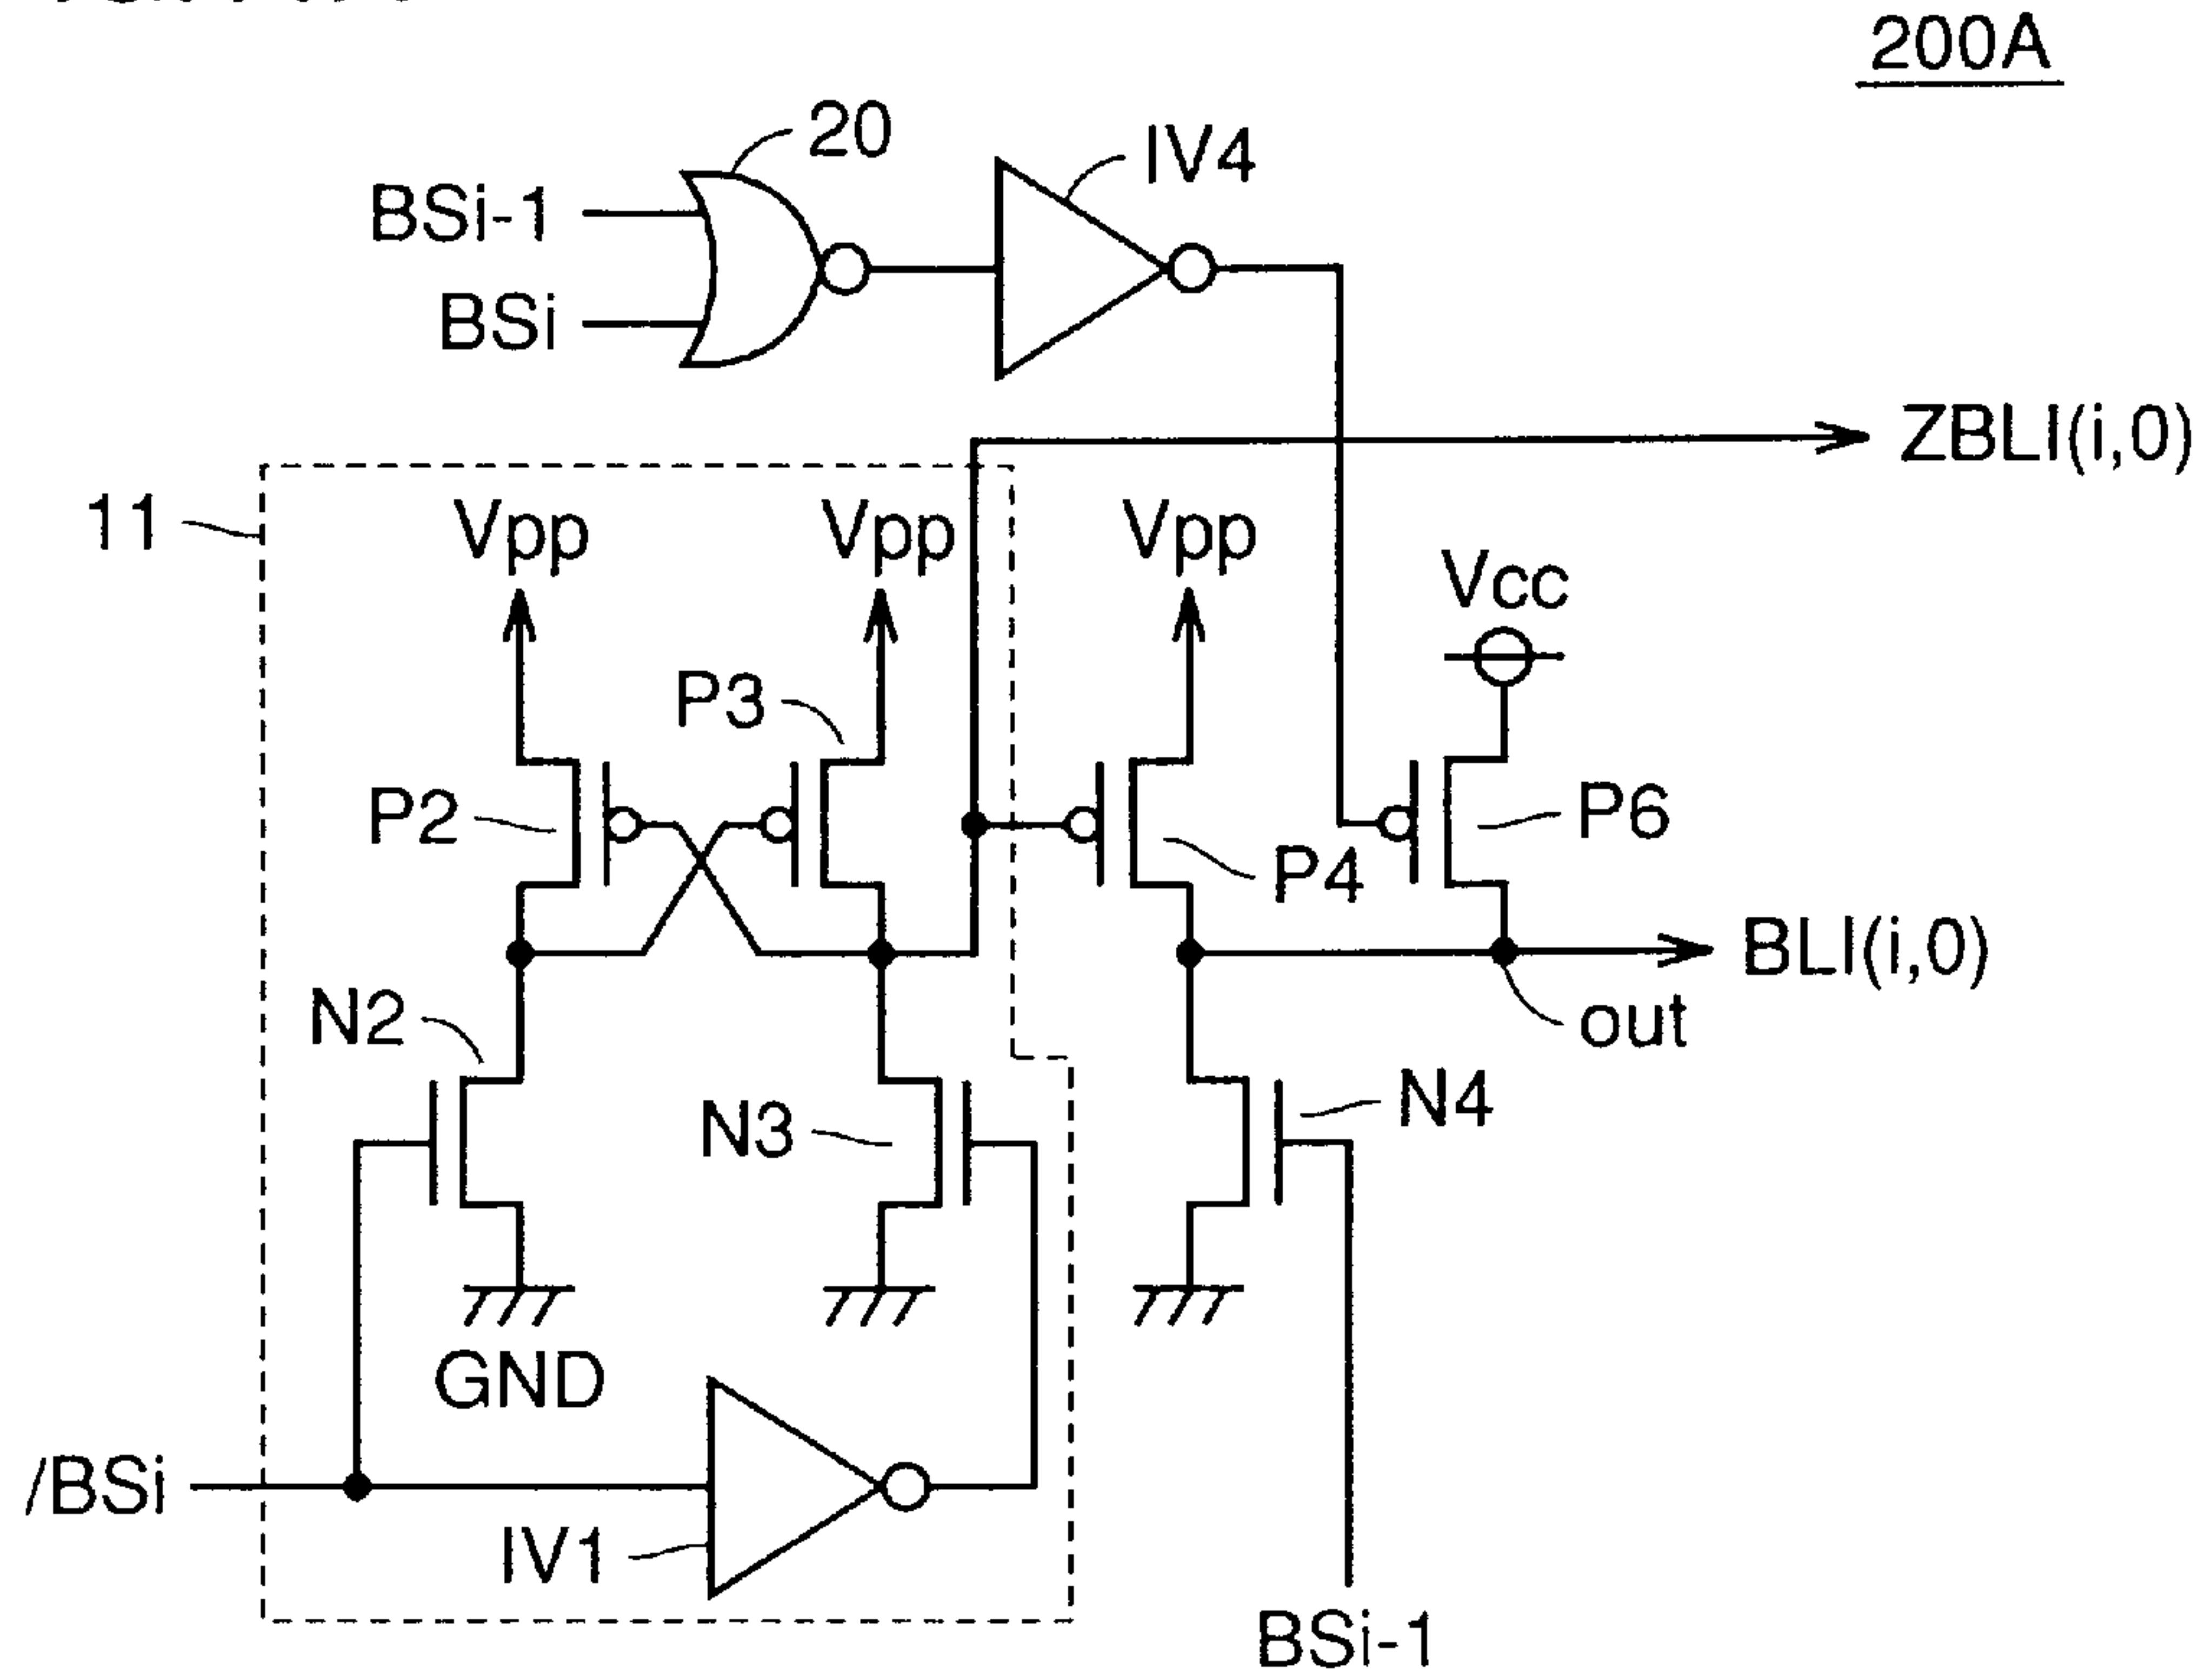 200A
20
IV4
BSi-1
BSi
ZBLI(i,0)
11
Vpp
Vpp
Vpp
Vcc
P3
P2
P6
P4
BLI(i,0)
out
N2
N3
N4
GND
/BSi
IV1
BSi-1